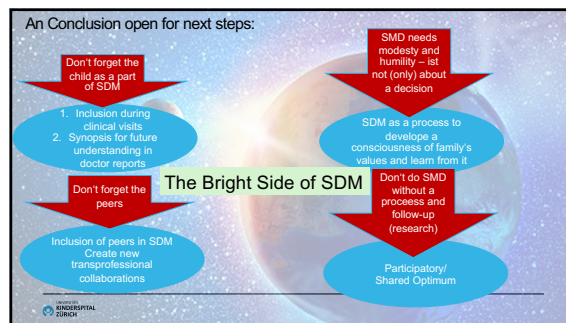 An Conclusion open for next steps:
Don't forget the
child as a part
of SDM
1. Inclusion during
clinical visits
2. Synopsis for future
understanding in
doctor reports
Don't forget the
peers
Inclusion of peers in SDM
Create new
transprofessional
collaborations
The Bright Side of SDM
SMD needs
modesty and
humility – ist
not (only) about
a decision
SDM as a process to
develope a
consciousness of family's
values and learn from it
Don't do SMD
without a
proceess and
follow-up
(research)
Participatory/
Shared Optimum
UNIVERSITÄTS
KINDERSPITAL
ZÜRICH